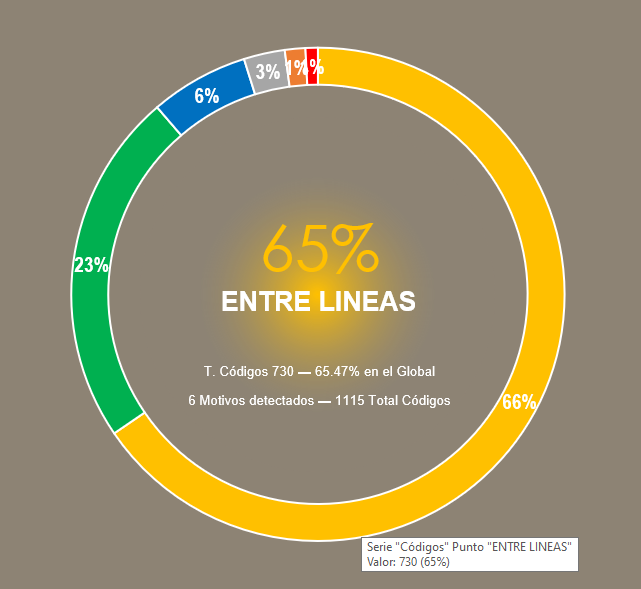 3%
1%
1%
6%
65%
23%
ENTRE LINEAS
T. Códigos 730 — 65.47% en el Global
6 Motivos detectados — 1115 Total Códigos
66%
Serie "Códigos" Punto "ENTRE LINEAS"
Valor: 730 (65%)